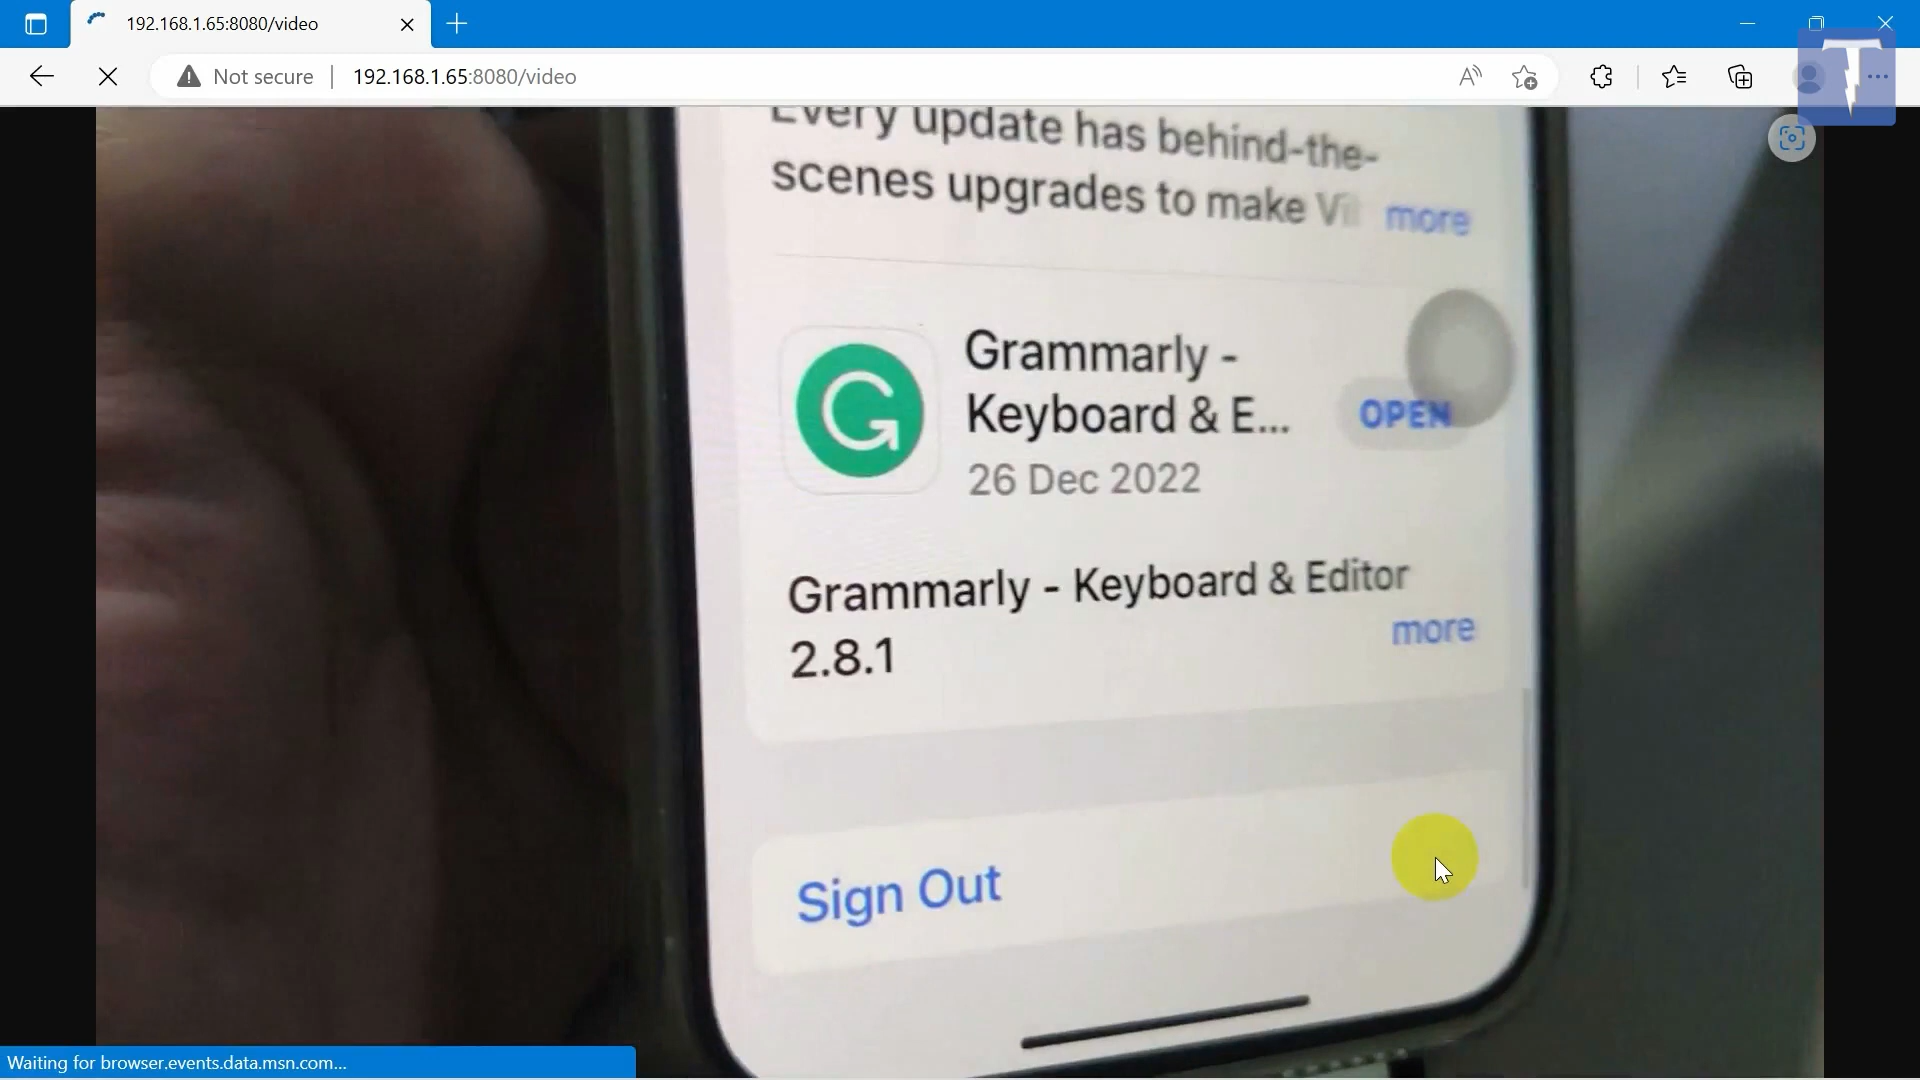 192.168.1.65:8080/video
Not secure
192.168.1.65:8080/video
Every update has behind-the-
scenes upgrades to make Vi
more
Grammarly -
Keyboard & E...
OPEN
26 Dec 2022
Grammarly - Keyboard & Editor
2.8.1
more
Sign Out
Waiting for browser.events.data.msn.com...